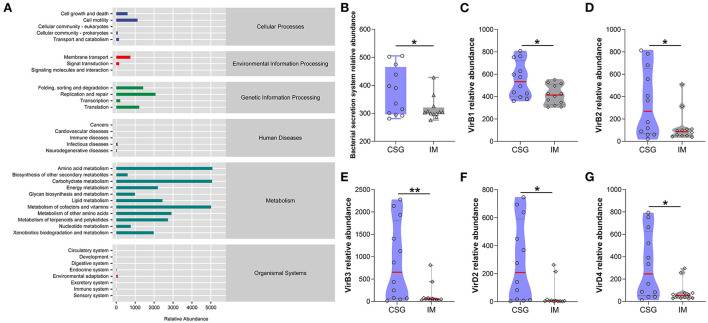 A
Cell growth and death
Cell motility
Cellular community - eukaryotes
Cellular community - prokaryotes
Transport and catabolism
Cellular Processes
Membrane transport
Signal transduction
Signaling molecules and interaction
Environmental Information Processing
Folding, sorting and degradation
Replication and repair
Transcription
Translation
Genetic Information Processing
Cancers
Cardiovascular diseases
Immune diseases
Infectious diseases
Neurodegenerative diseases
Human Diseases
Amino acid metabolism
Biosynthesis of other secondary metabolites
Carbohydrate metabolism
Energy metabolism
Glycan biosynthesis and metabolism
Lipid metabolism
Metabolism of cofactors and vitamins
Metabolism of other amino acids
Metabolism of terpenoids and polyketides
Nucleotide metabolism
Xenobiotics biodegradation and metabolism
Metabolism
Circulatory system
Development
Digestive system
Endocrine system
Environmental adaptation
Excretory system
Immune system
Sensory system
Organismal Systems
0 1000 2000 3000 4000 5000
Relative Abundance
B
Bacterial secretion system relative abundance
600
500
400
300
200
*
CSG IM
C
VirB1 relative abundance
1000
800
600
400
200
0
*
CSG IM
D
VirB2 relative abundance
1000
800
600
400
200
0
*
CSG IM
E
VirB3 relative abundance
2500
2000
1500
1000
500
0
**
CSG IM
F
VirD2 relative abundance
800
600
400
200
0
*
CSG IM
G
VirD4 relative abundance
1000
800
600
400
200
0
*
CSG IM